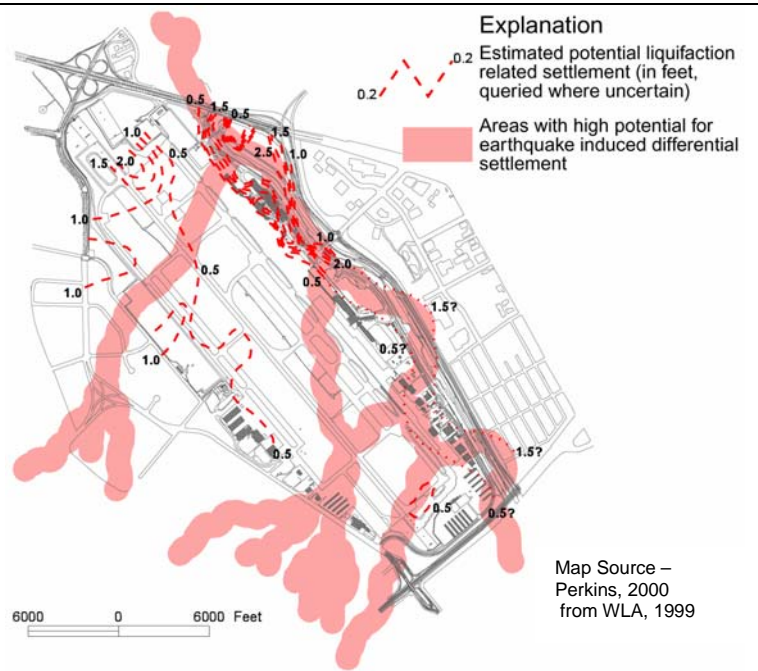 Explanation
0.2
0.2
Estimated potential liquifaction
related settlement (in feet,
queried where uncertain)
Areas with high potential for
earthquake induced differential
settlement
0.5
1.5
0.5
1.0
1.5
1.5
2.0
0.5
2.5
1.0
1.0
1.0
2.0
0.5
0.5
1.0
1.5?
1.0
0.5?
0.5
1.5?
0.5
0.5?
Map Source –
Perkins, 2000
from WLA, 1999
6000 0 6000 Feet